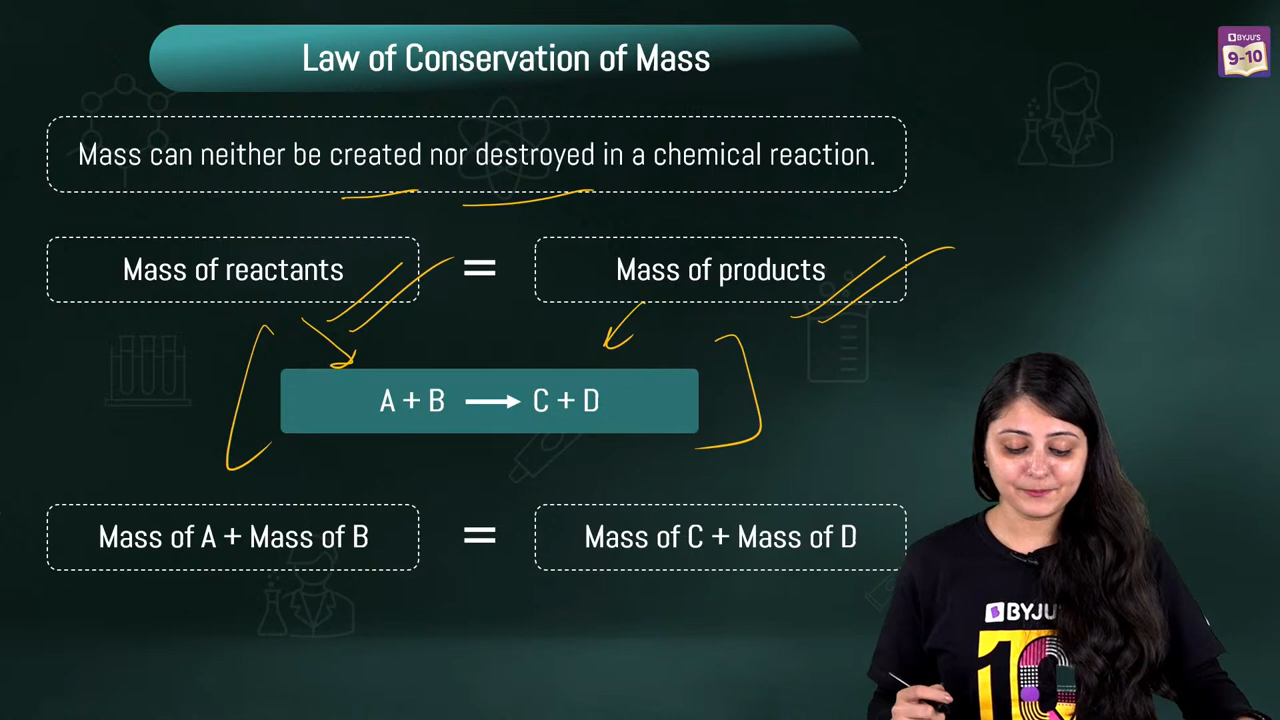 Law of Conservation of Mass
BYJU'S
9-10
Mass can neither be created nor destroyed in a chemical reaction.
Mass of reactants = Mass of products
A + B ⟶ C + D
Mass of A + Mass of B = Mass of C + Mass of D
BYJU
10